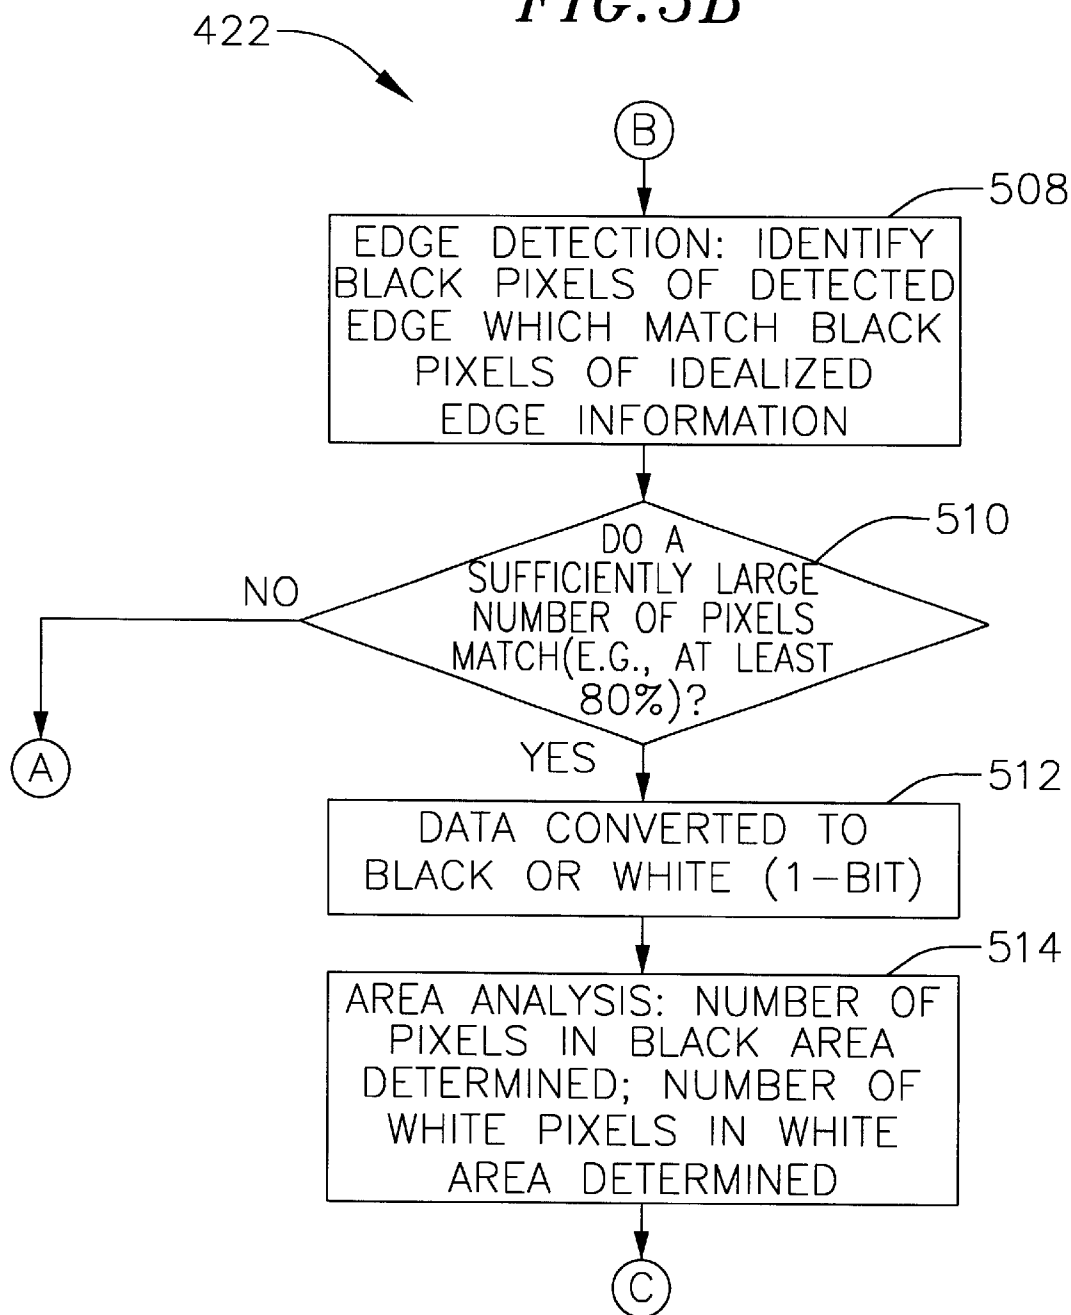 FIG. 5B
422
B
508
EDGE DETECTION: IDENTIFY
BLACK PIXELS OF DETECTED
EDGE WHICH MATCH BLACK
PIXELS OF IDEALIZED
EDGE INFORMATION
510
DO A
SUFFICIENTLY LARGE
NUMBER OF PIXELS
MATCH(E.G., AT LEAST
80%)?
NO
A
YES
512
DATA CONVERTED TO
BLACK OR WHITE (1-BIT)
514
AREA ANALYSIS: NUMBER OF
PIXELS IN BLACK AREA
DETERMINED; NUMBER OF
WHITE PIXELS IN WHITE
AREA DETERMINED
C